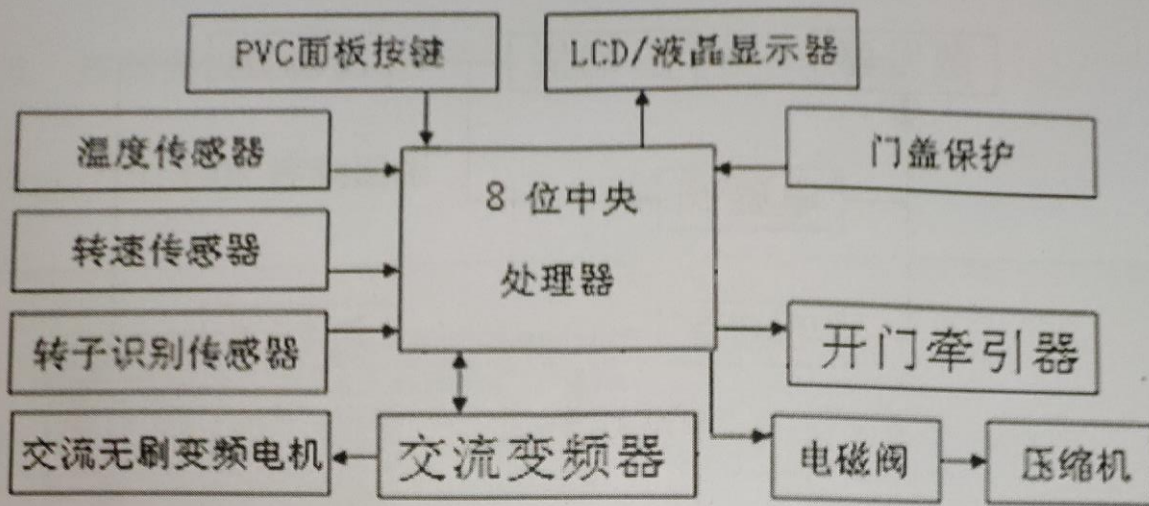 PVC面板按键
LCD/液晶显示器
温度传感器
门盖保护
8 位中央
处理器
转速传感器
转子识别传感器
开门牵引器
交流无刷变频电机
交流变频器
电磁阀
压缩机